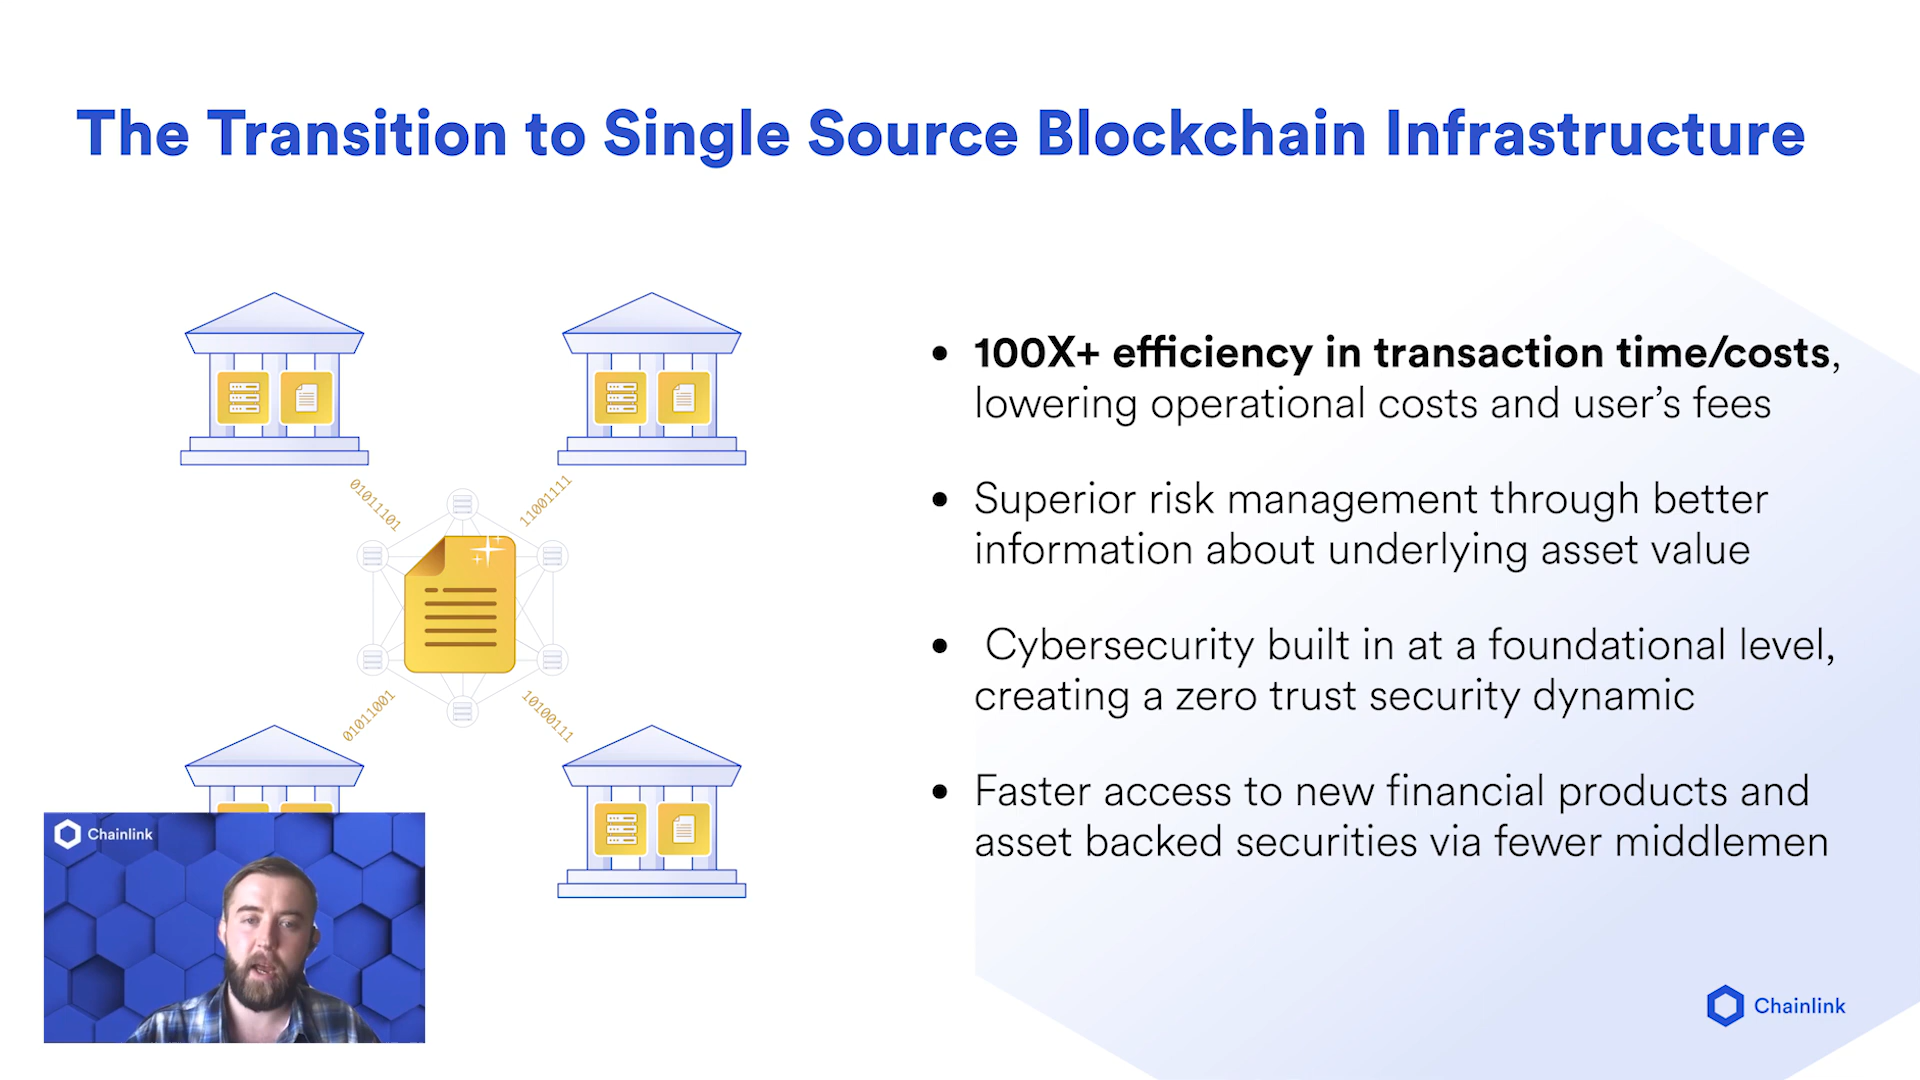 The Transition to Single Source Blockchain Infrastructure
01011101
11001111
01011001
10100111
• 100X+ efficiency in transaction time/costs,
lowering operational costs and user’s fees
• Superior risk management through better
information about underlying asset value
• Cybersecurity built in at a foundational level,
creating a zero trust security dynamic
• Faster access to new financial products and
asset backed securities via fewer middlemen
Chainlink
Chainlink